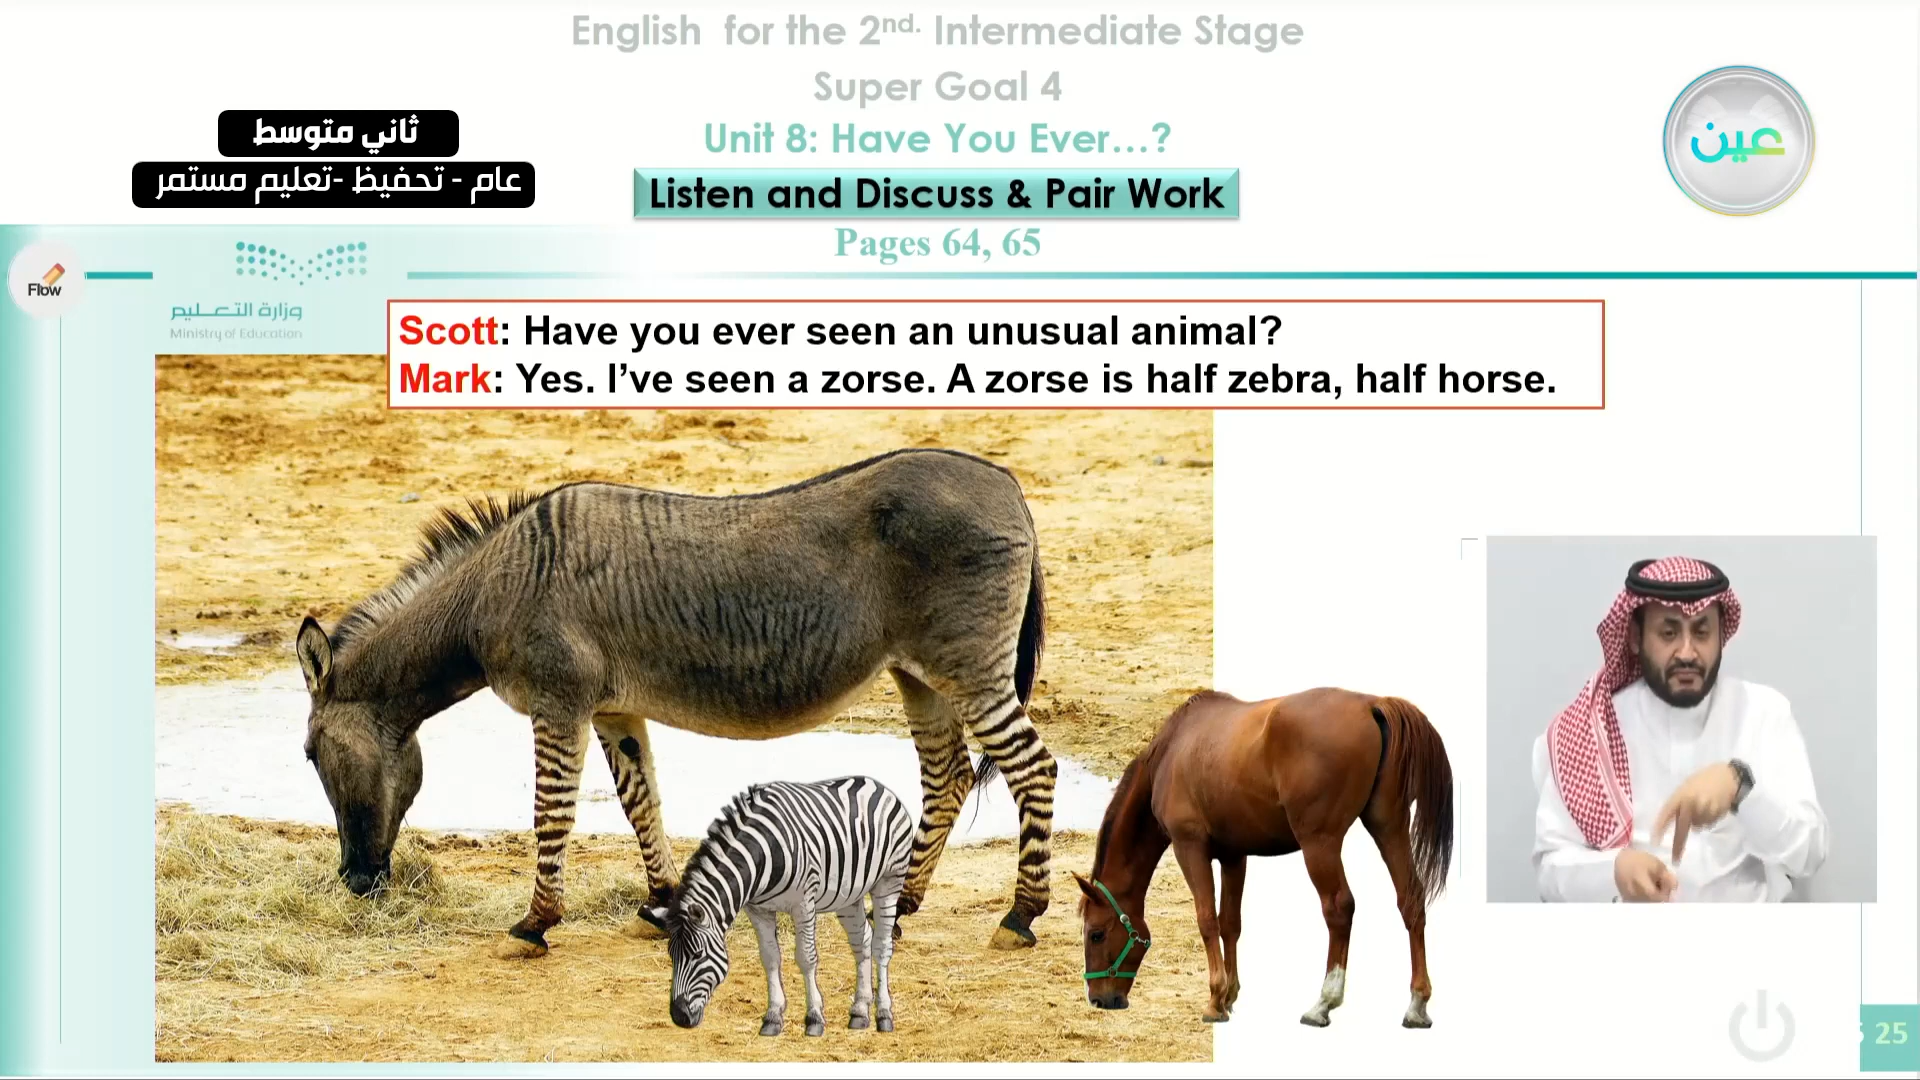 English for the 2nd. Intermediate Stage
Super Goal 4
Unit 8: Have You Ever...?
Listen and Discuss & Pair Work
Pages 64, 65
ثاني متوسط
عام - تحفيظ -تعليم مستمر
عين
Flow
وزارة التعليم
Ministry of Education
Scott: Have you ever seen an unusual animal?
Mark: Yes. I’ve seen a zorse. A zorse is half zebra, half horse.
25